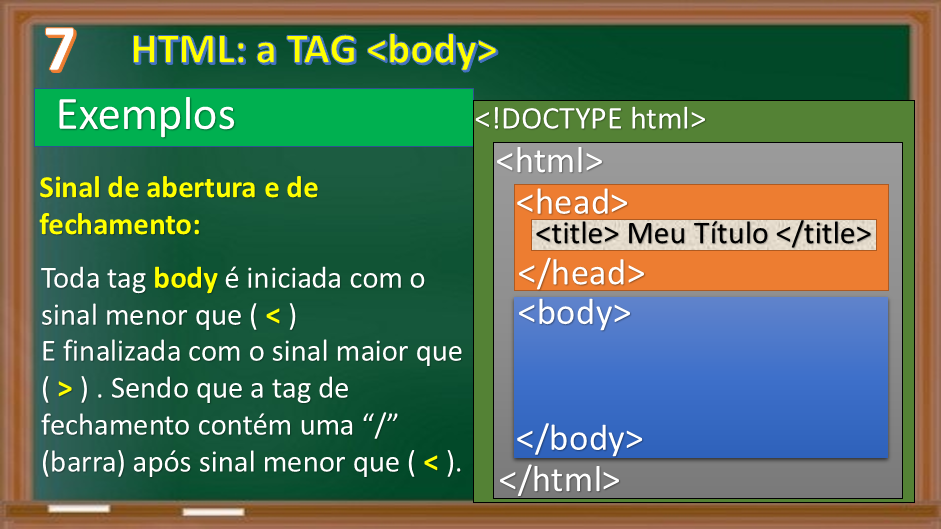 7 HTML: a TAG <body>
Exemplos
Sinal de abertura e de
fechamento:
Toda tag body é iniciada com o
sinal menor que ( < )
E finalizada com o sinal maior que
( > ) . Sendo que a tag de
fechamento contém uma “/”
(barra) após sinal menor que ( < ).
<!DOCTYPE html>
<html>
<head>
<title> Meu Título </title>
</head>
<body>
</body>
</html>